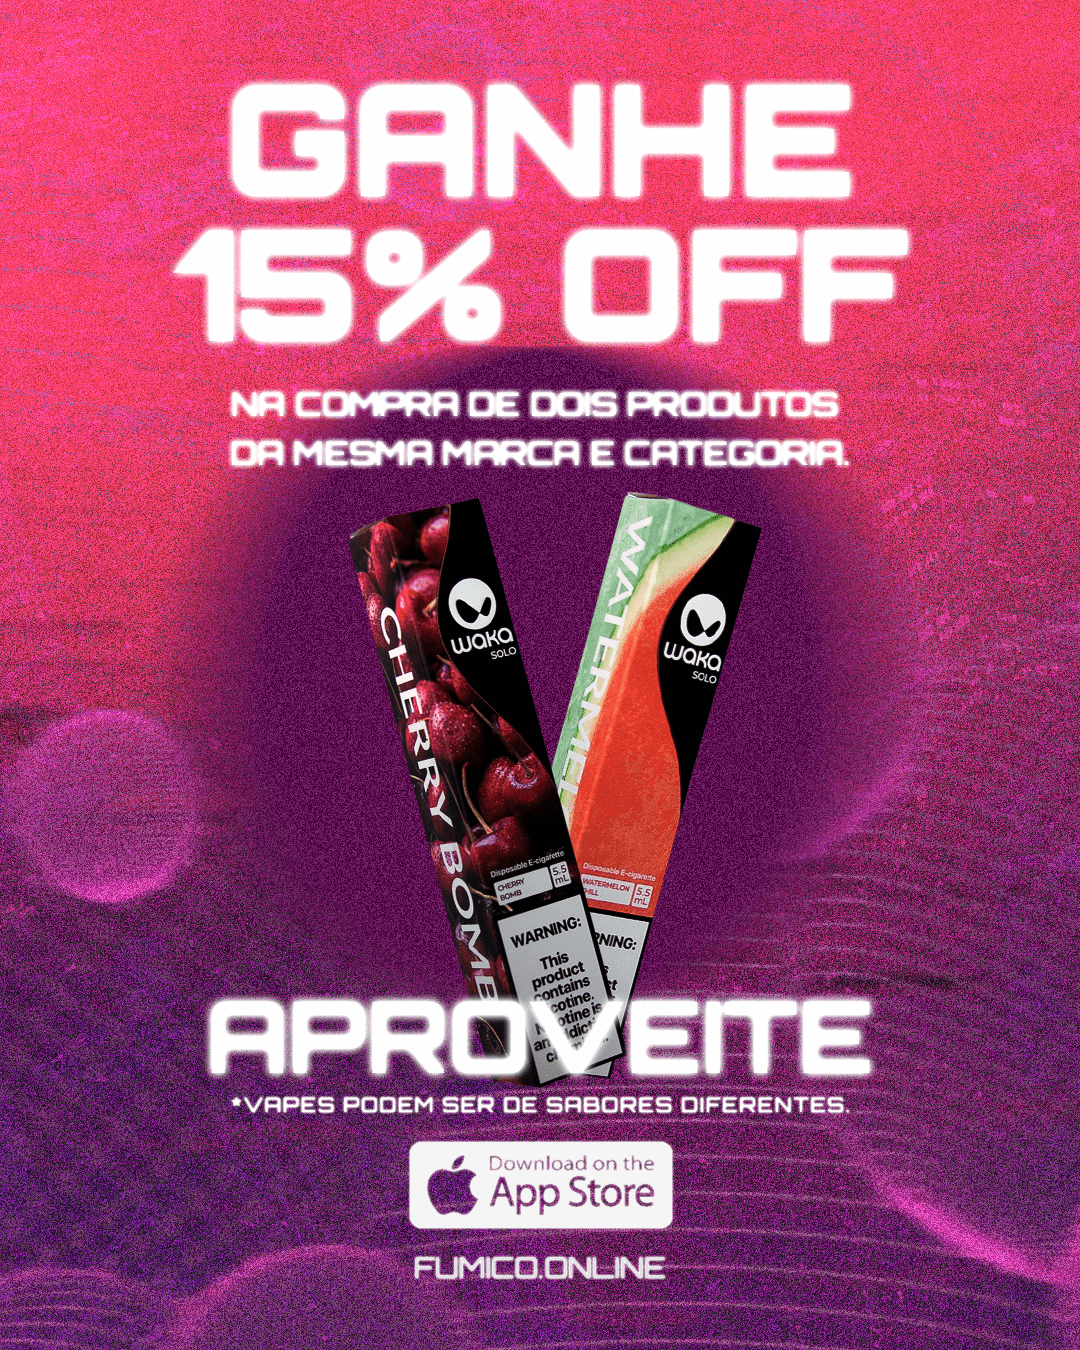 GANHE
15% OFF
NA COMPRA DE DOIS PRODUTOS
DA MESMA MARCA E CATEGORIA.
waka
SOLO
CHERRY BOMB
Disposable E-cigarette
CHERRY
BOMB
5.5
mL
WARNING:
This
product
contains
waka
SOLO
Disposable E-cigarette
WATERMELON
5.5
mL
APROVEITE
*VAPES PODEM SER DE SABORES DIFERENTES.
Download on the
App Store
FUMICO.ONLINE